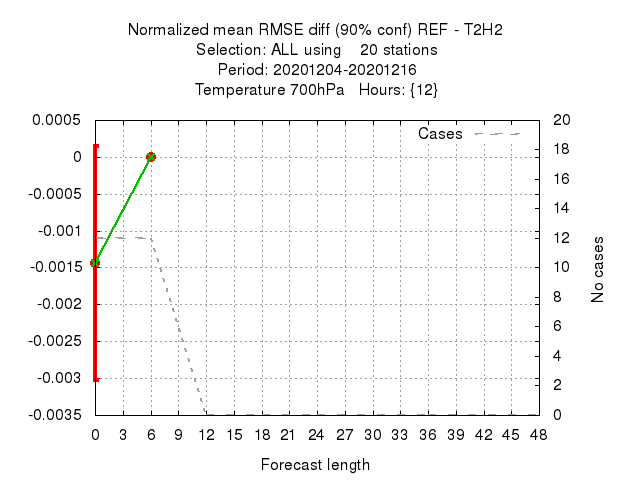 Normalized mean RMSE diff (90% conf) REF - T2H2
Selection: ALL using    20 stations
Period: 20201204-20201216
Temperature 700hPa   Hours: {12}
Cases
0.0005
0
-0.0005
-0.001
-0.0015
-0.002
-0.0025
-0.003
-0.0035
20
18
16
14
12
10
8
6
4
2
0
No cases
0 3 6 9 12 15 18 21 24 27 30 33 36 39 42 45 48
Forecast length